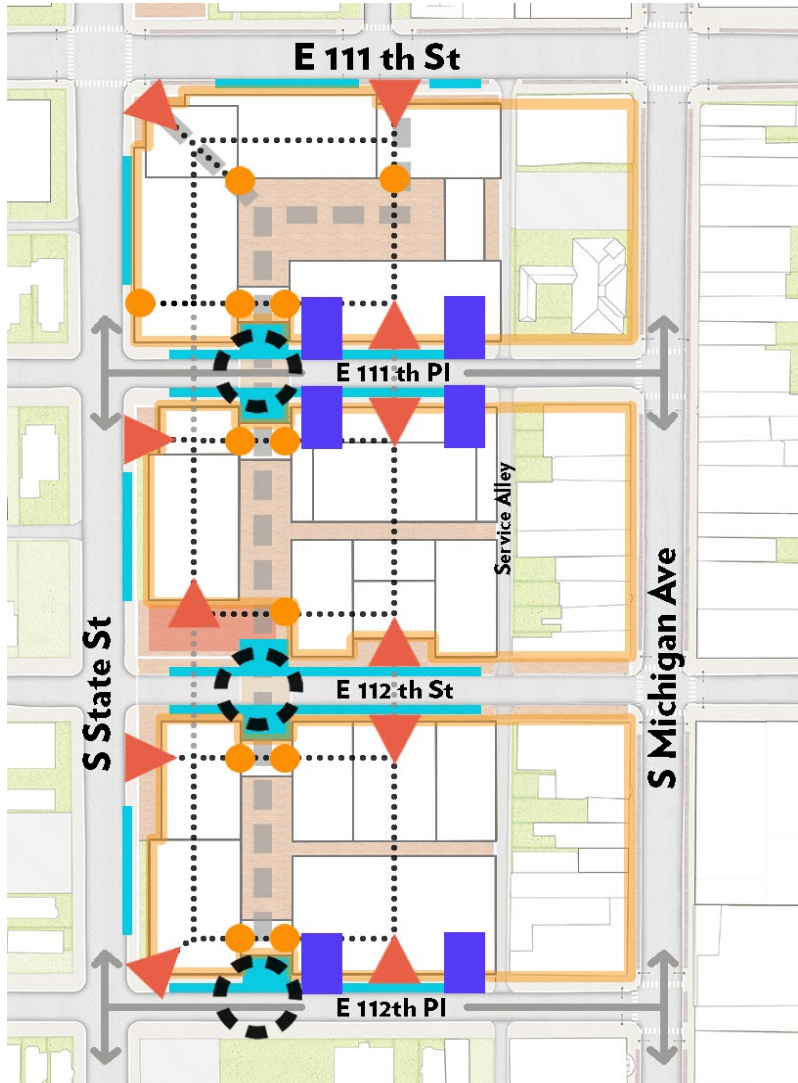 E 111 th St
E 111 th Pl
Service Alley
S State St
S Michigan Ave
E 112 th St
E 112th Pl